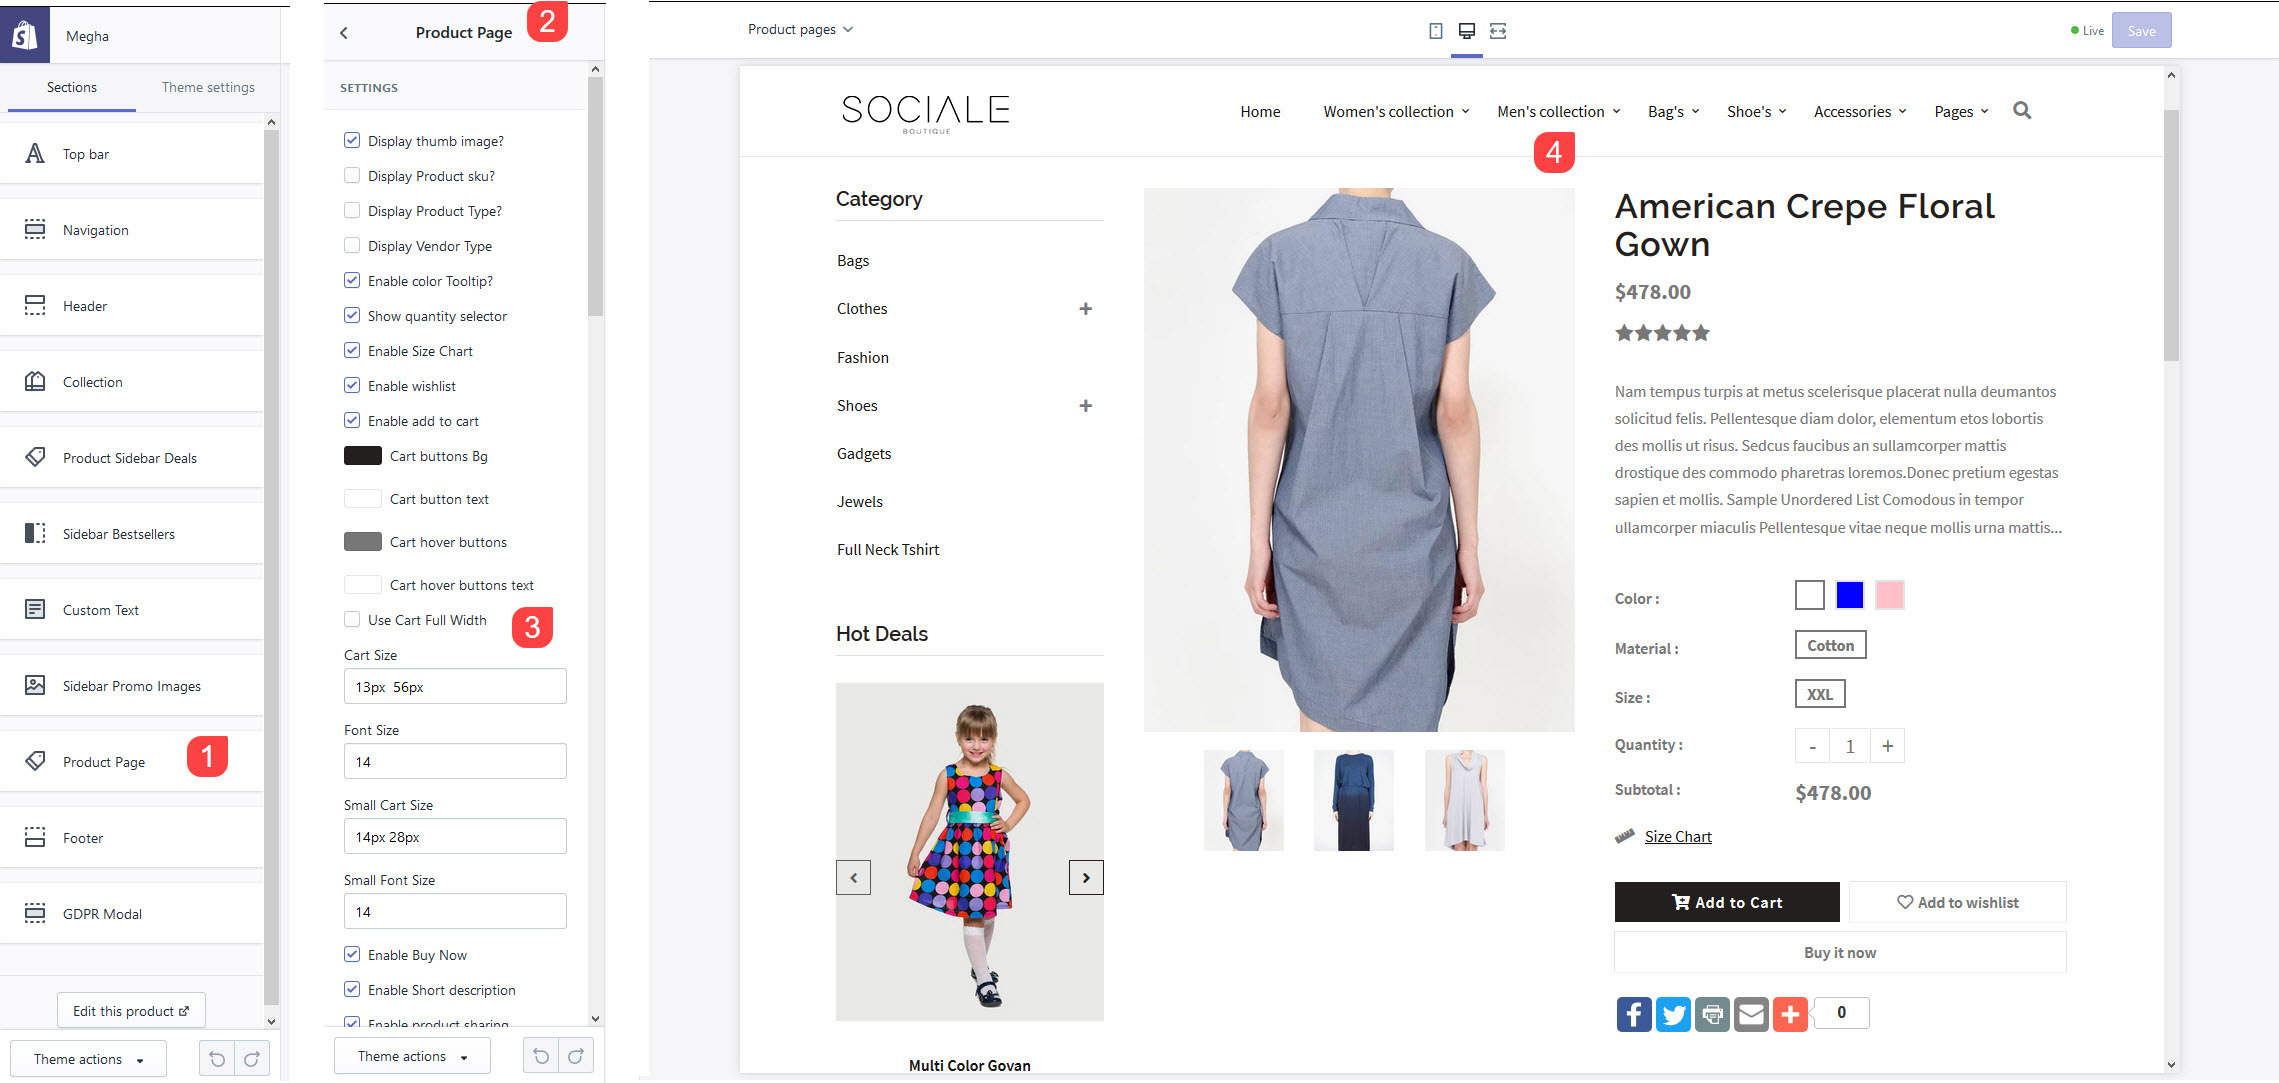 Megha
Sections
Theme settings
Top bar
Navigation
Header
Collection
Product Sidebar Deals
Sidebar Bestsellers
Custom Text
Sidebar Promo Images
Product Page
1
Footer
GDPR Modal
Edit this product
Theme actions
Product Page
2
SETTINGS
Display thumb image?
Display Product sku?
Display Product Type?
Display Vendor Type
Enable color Tooltip?
Show quantity selector
Enable Size Chart
Enable wishlist
Enable add to cart
Cart buttons Bg
Cart button text
Cart hover buttons
Cart hover buttons text
Use Cart Full Width
3
Cart Size
13px 56px
Font Size
14
Small Cart Size
14px 28px
Small Font Size
14
Enable Buy Now
Enable Short description
Enable product sharing
Theme actions
Product pages
Live
Save
SOCIALE
BOUTIQUE
Home
Women's collection
Men's collection
Bag's
Shoe's
Accessories
Pages
4
Category
Bags
Clothes
Fashion
Shoes
Gadgets
Jewels
Full Neck Tshirt
Hot Deals
Multi Color Govan
American Crepe Floral
Gown
$478.00
Nam tempus turpis at metus scelerisque placerat nulla deumantos
solicitud felis. Pellentesque diam dolor, elementum etos lobortis
des mollis ut risus. Sedcus faucibus an sullamcorper mattis
drostique des commodo pharetras loremos.Donec pretium egestas
sapien et mollis. Sample Unordered List Comodous in tempor
ullamcorper miaculis Pellentesque vitae neque mollis urna mattis...
Color :
Material :
Cotton
Size :
XXL
Quantity :
- 1 +
Subtotal :
$478.00
Size Chart
Add to Cart
Add to wishlist
Buy it now
0